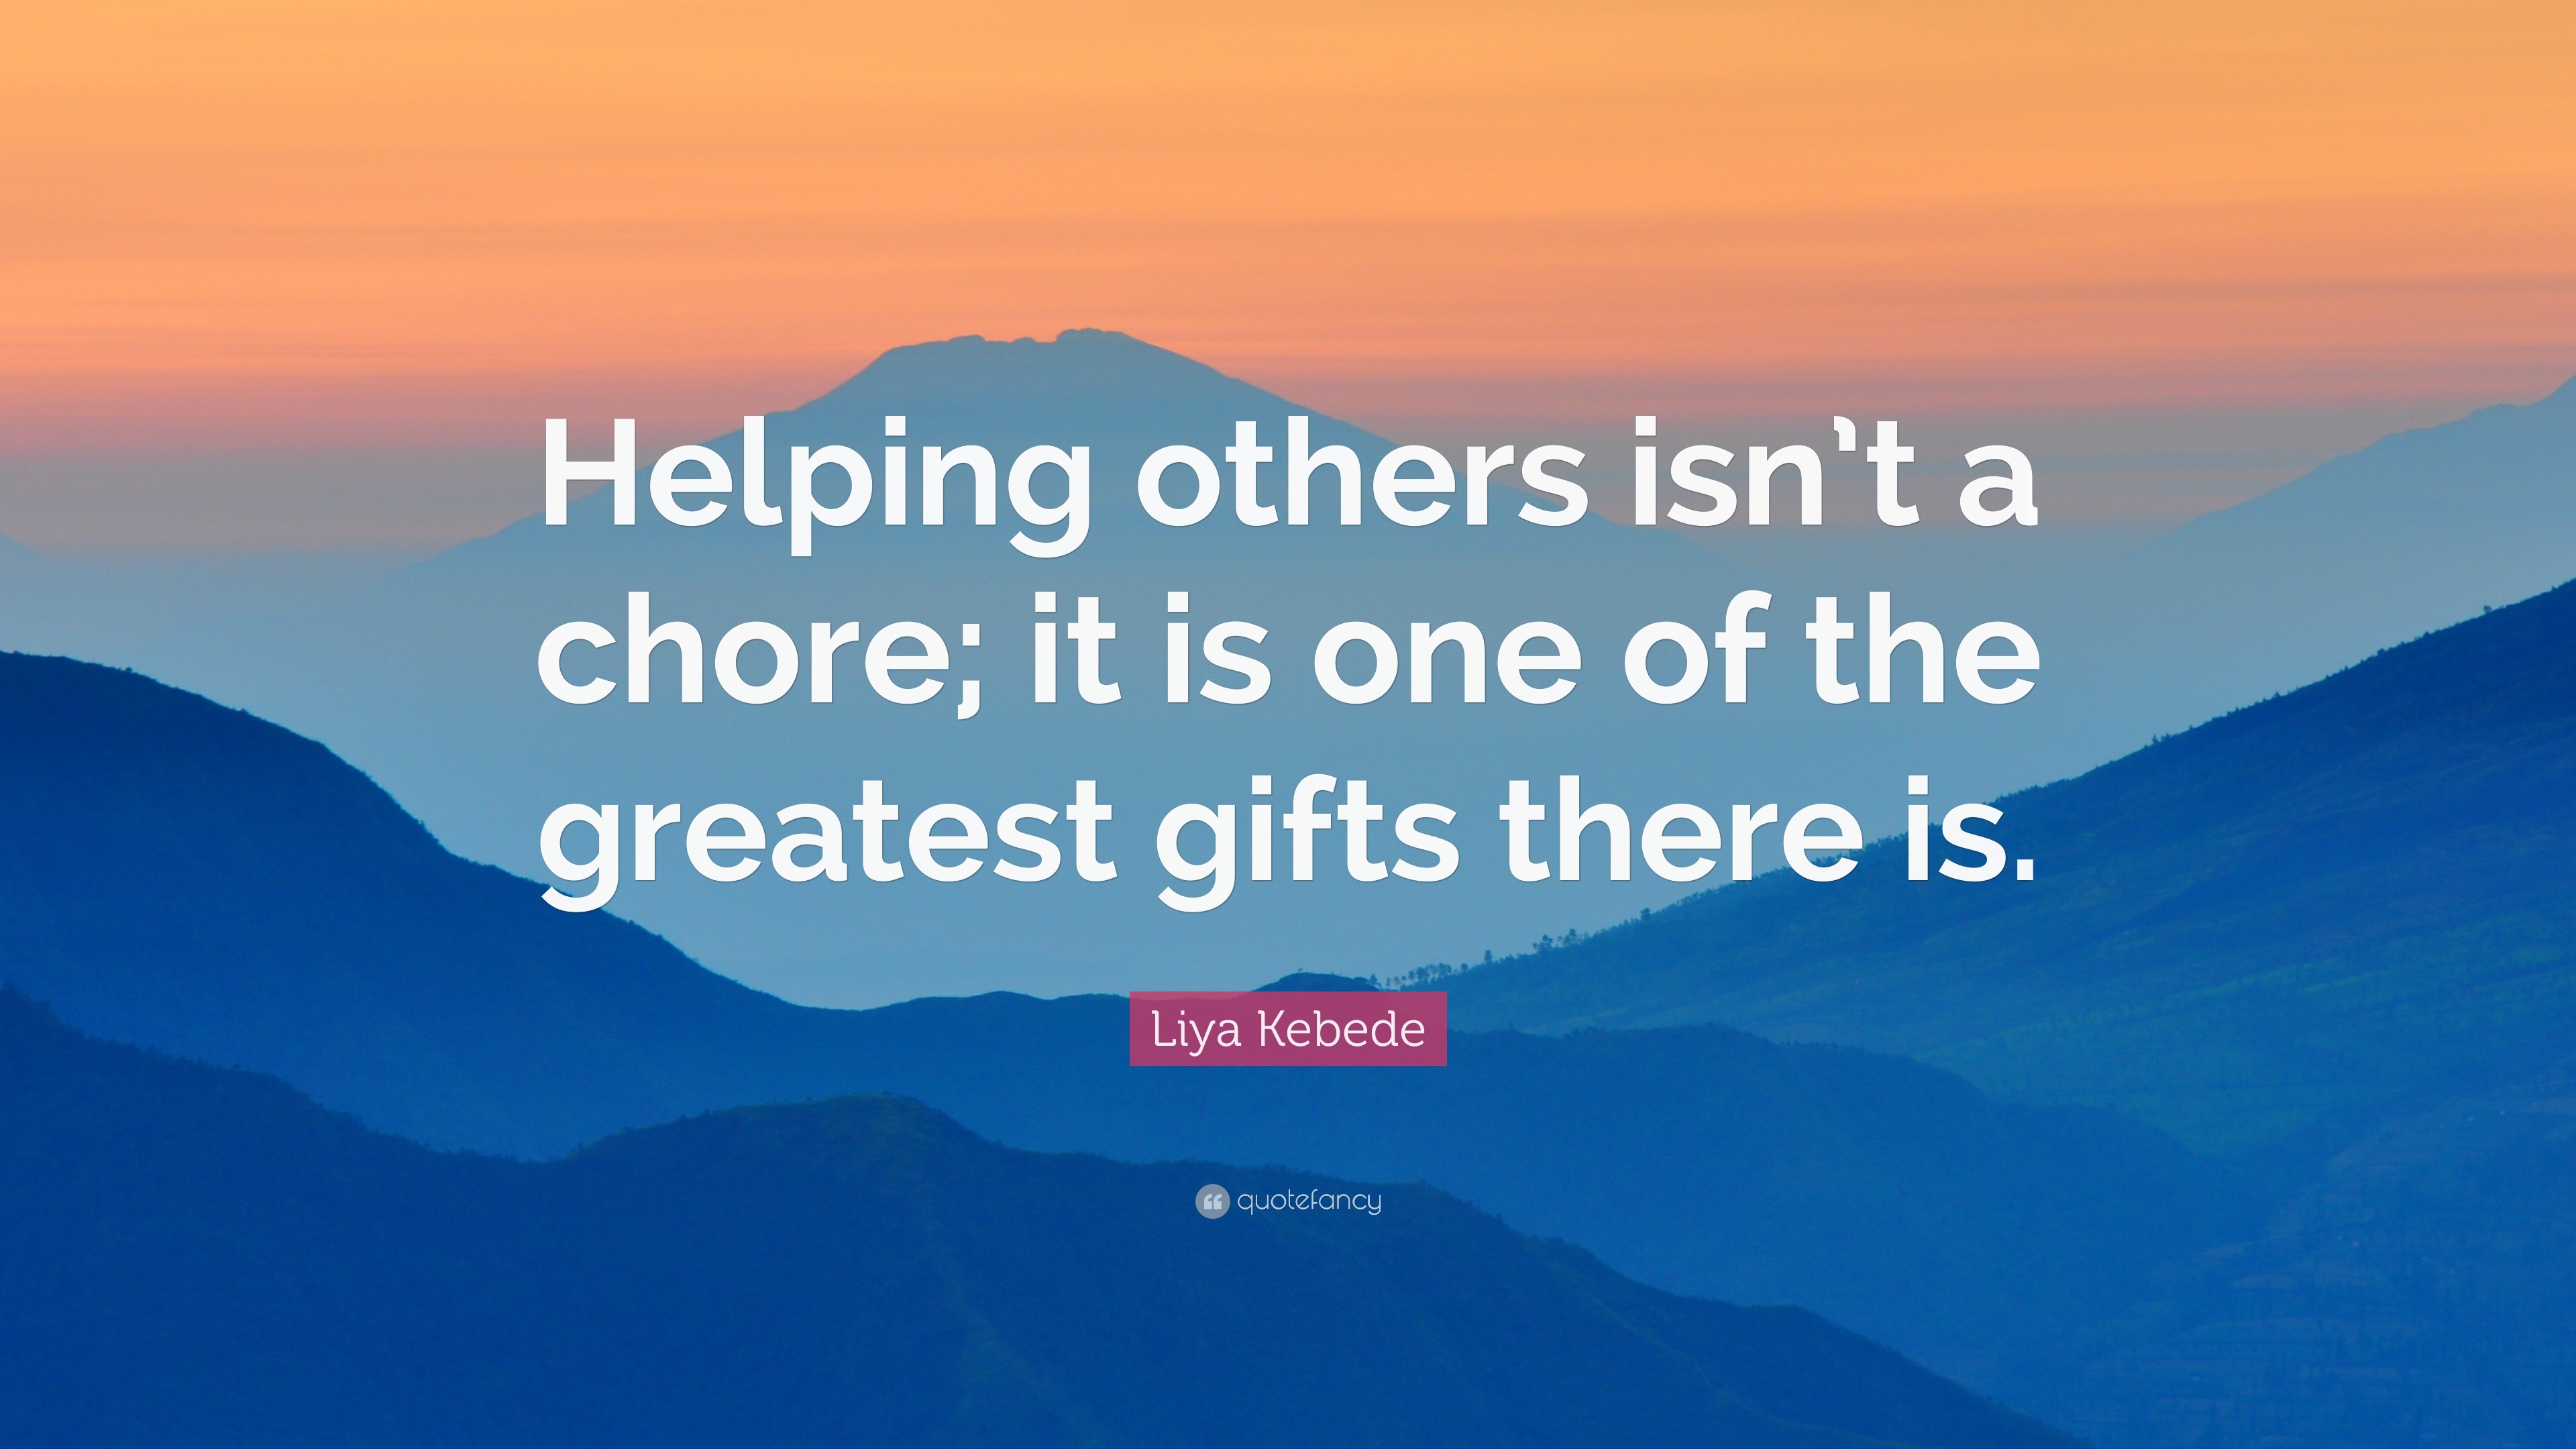 Helping others isn’t a
chore; it is one of the
greatest gifts there is.
Liya Kebede
quotefancy